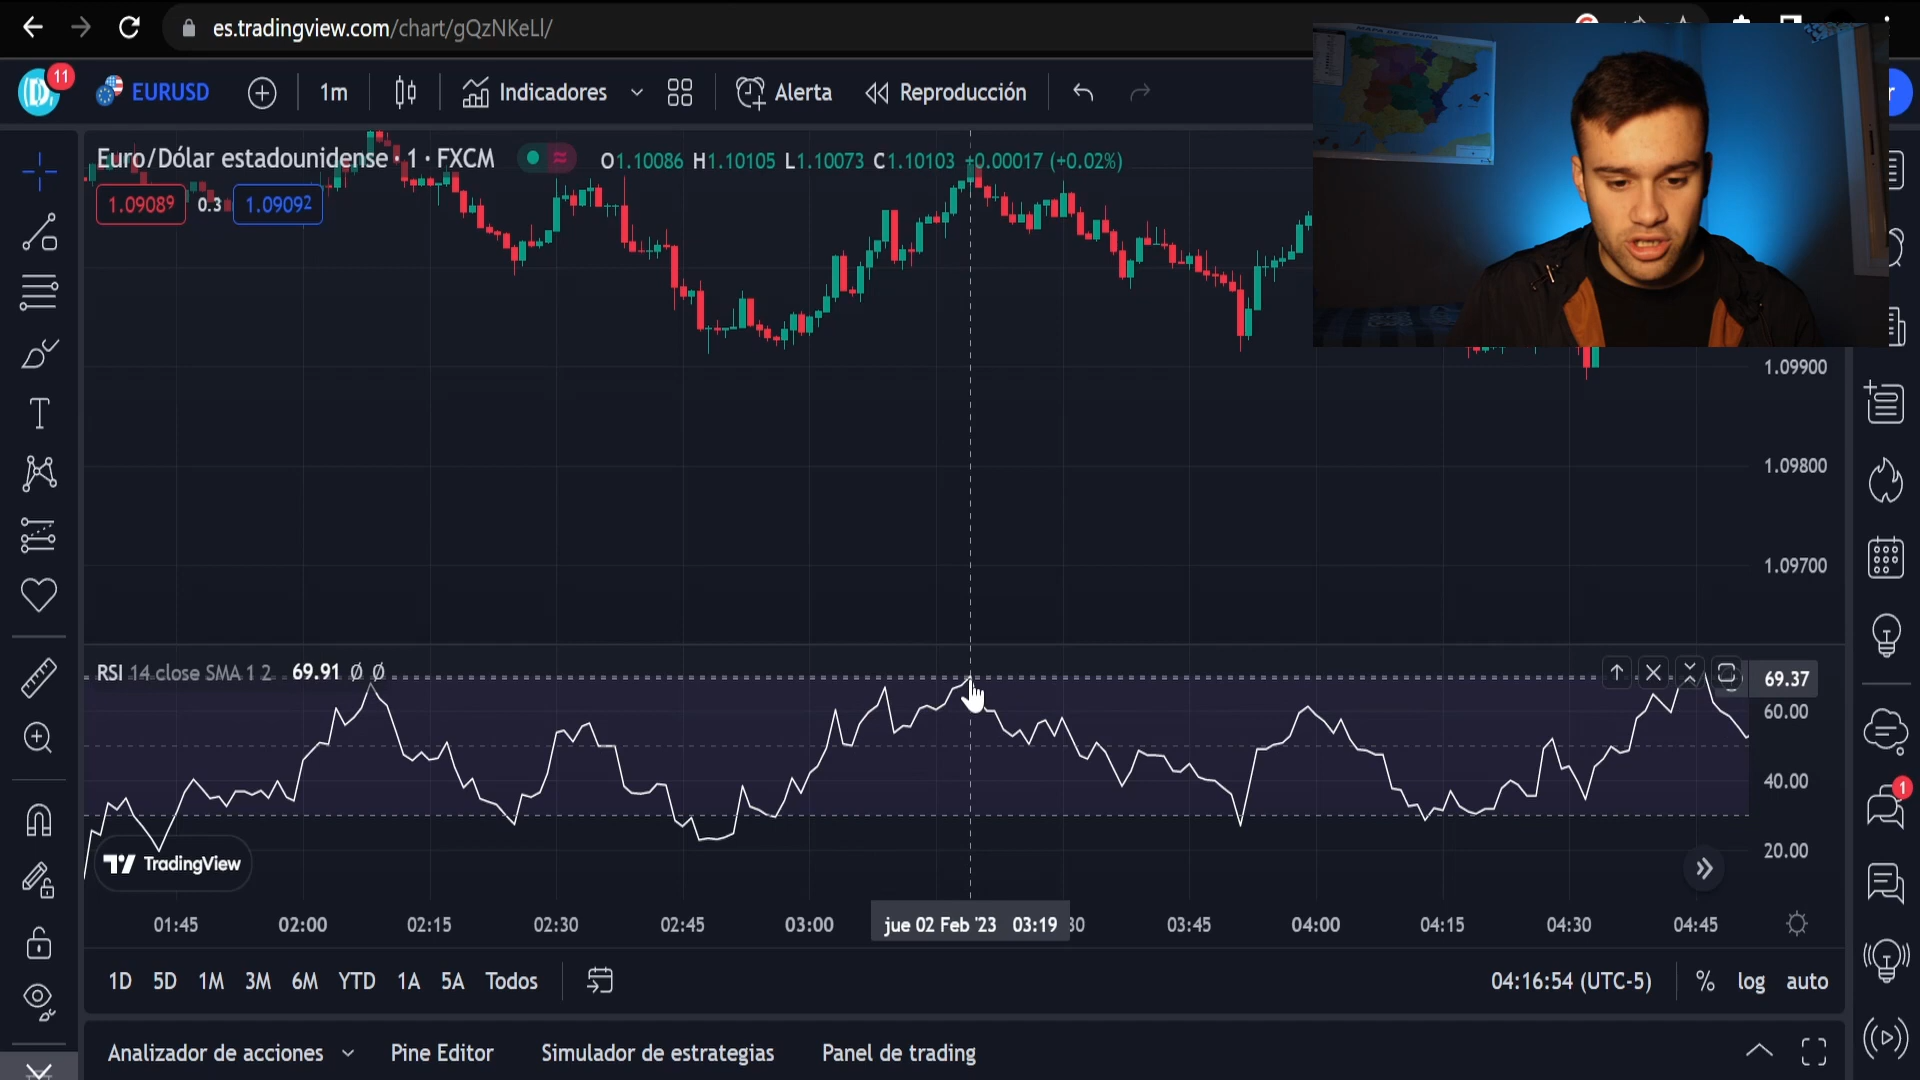 es.tradingview.com/chart/gQzNKeLl/
11
EURUSD
1m
Indicadores
Alerta
Reproducción
MAPA DE ESPAÑA
Euro/Dólar estadounidense · 1 · FXCM
O1.10086 H1.10105 L1.10073 C1.10103 +0.00017 (+0.02%)
1.09089
0.3
1.09092
1.09900
1.09800
1.09700
RSI 14 close SMA 1 2 69.91 Ø Ø
69.37
60.00
40.00
20.00
1
TradingView
01:45
02:00
02:15
02:30
02:45
03:00
jue 02 Feb '23 03:19
30
03:45
04:00
04:15
04:30
04:45
1D 5D 1M 3M 6M YTD 1A 5A Todos
04:16:54 (UTC-5)
% log auto
Analizador de acciones
Pine Editor
Simulador de estrategias
Panel de trading